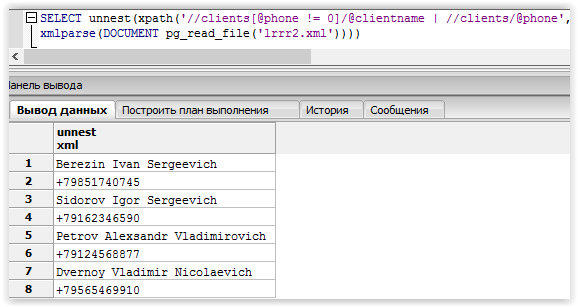 SELECT unnest(xpath('//clients[@phone != 0]/@clientname | //clients/@phone',
xmlparse(DOCUMENT pg_read_file('lrrr2.xml'))))
Панель вывода
Вывод данных Построить план выполнения История Сообщения
unnest
xml
1 Berezin Ivan Sergeevich
2 +79851740745
3 Sidorov Igor Sergeevich
4 +79162346590
5 Petrov Alexsandr Vladimirovich
6 +79124568877
7 Dvernoy Vladimir Nicolaevich
8 +79565469910